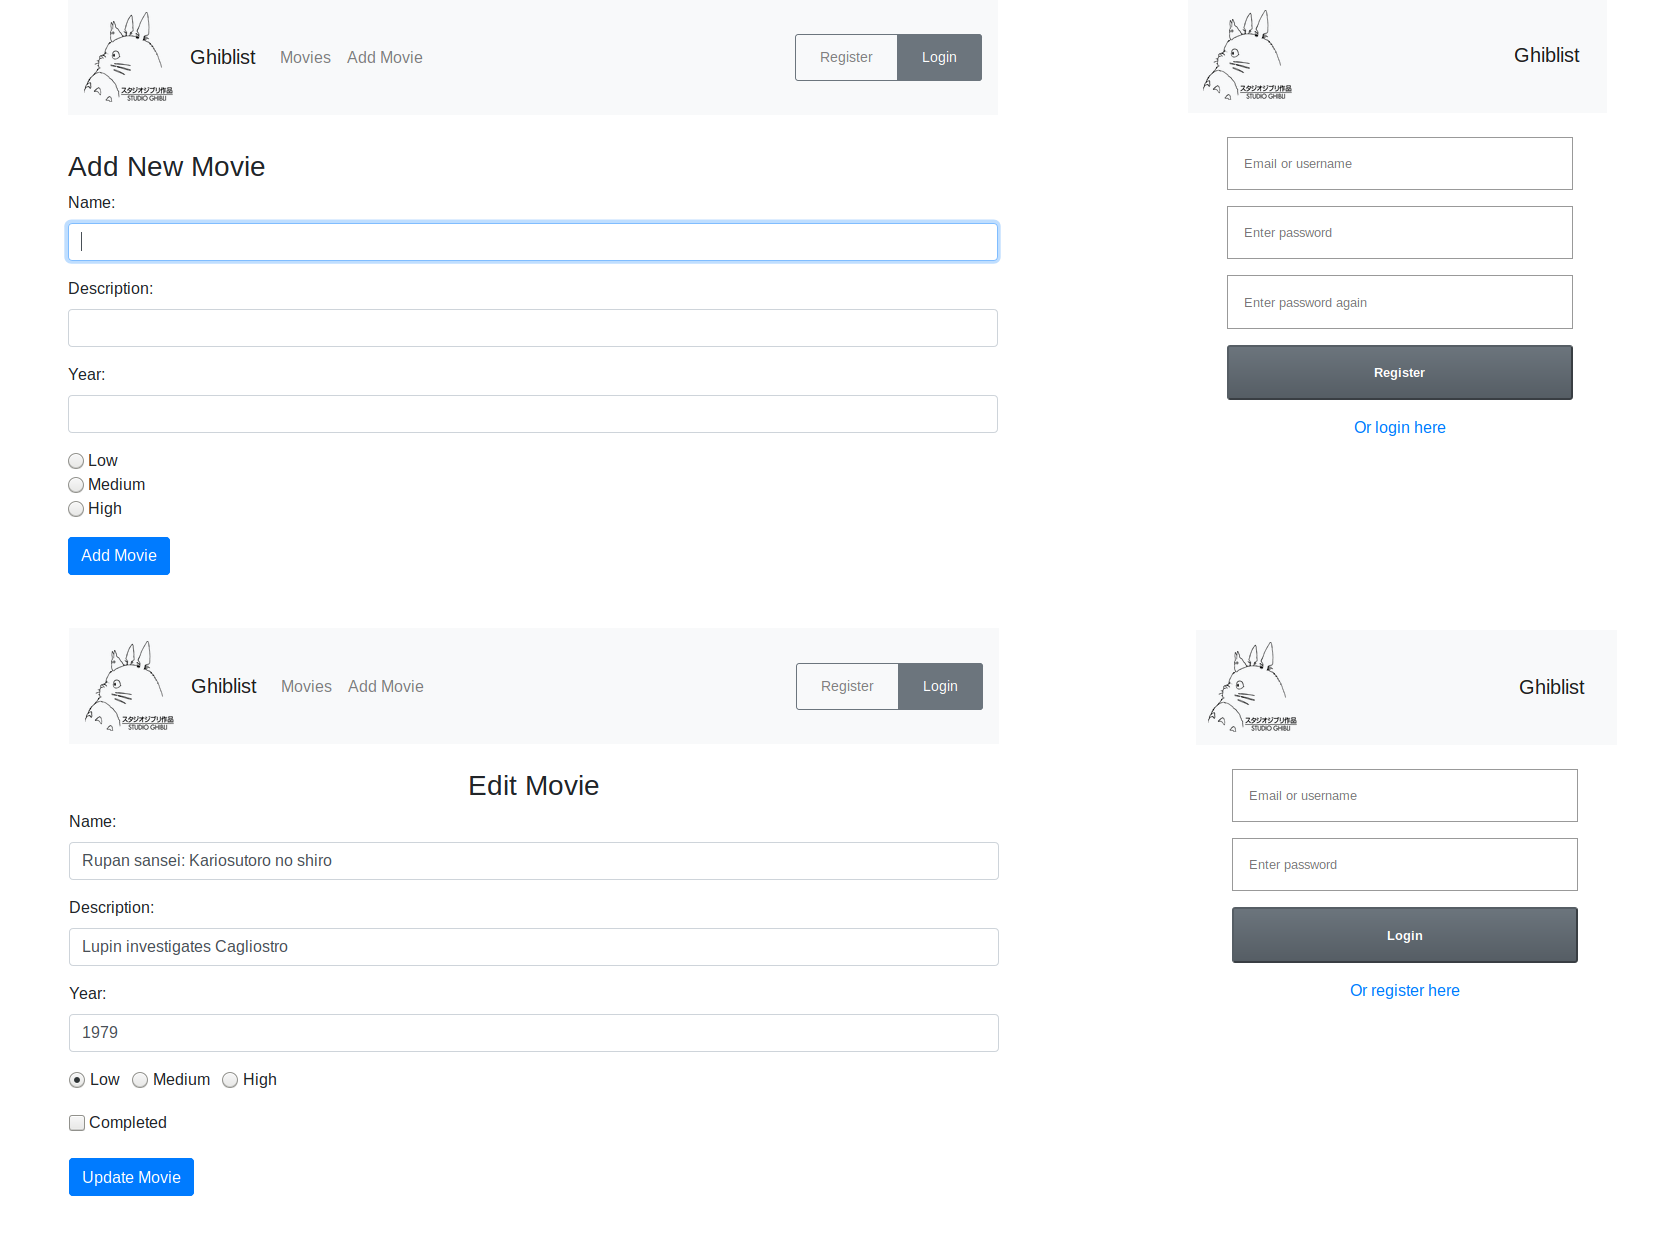 スタジオジブリ作品
STUDIO GHIBLI
Ghiblist Movies Add Movie Register Login
Add New Movie
Name:
Description:
Year:
Low
Medium
High
Add Movie
スタジオジブリ作品
STUDIO GHIBLI
Ghiblist
Email or username
Enter password
Enter password again
Register
Or login here
スタジオジブリ作品
STUDIO GHIBLI
Ghiblist Movies Add Movie Register Login
Edit Movie
Name:
Rupan sansei: Kariosutoro no shiro
Description:
Lupin investigates Cagliostro
Year:
1979
Low Medium High
Completed
Update Movie
スタジオジブリ作品
STUDIO GHIBLI
Ghiblist
Email or username
Enter password
Login
Or register here